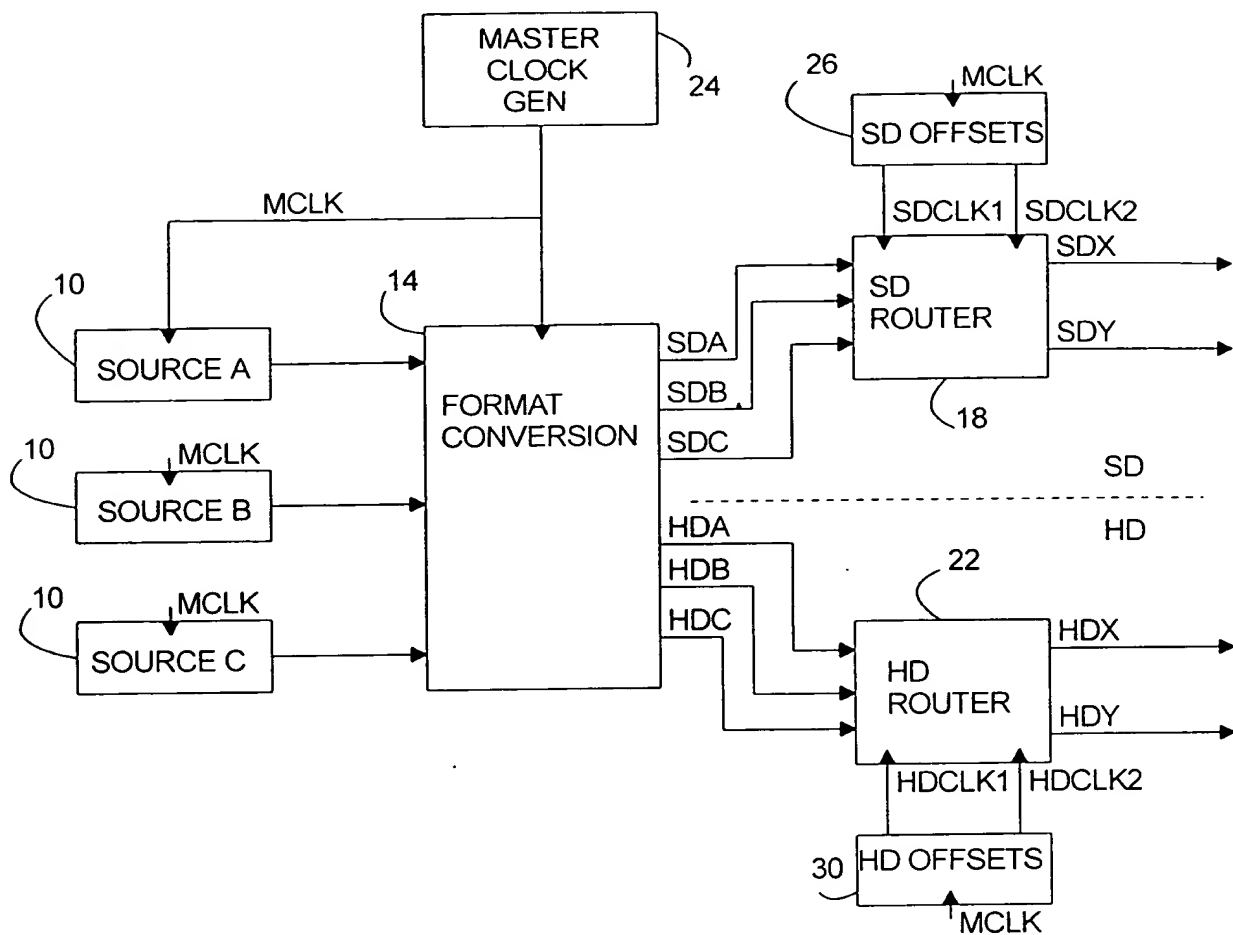 MASTER
CLOCK
GEN
24
26
MCLK
SD OFFSETS
MCLK
SDCLK1
SDCLK2
10
14
SOURCE A
SD
ROUTER
SDX
SDY
18
SDA
SDB
SDC
FORMAT
CONVERSION
10
MCLK
SOURCE B
SD
HD
10
MCLK
SOURCE C
HDA
HDB
HDC
22
HD
ROUTER
HDX
HDY
HDCLK1
HDCLK2
30
HD OFFSETS
MCLK